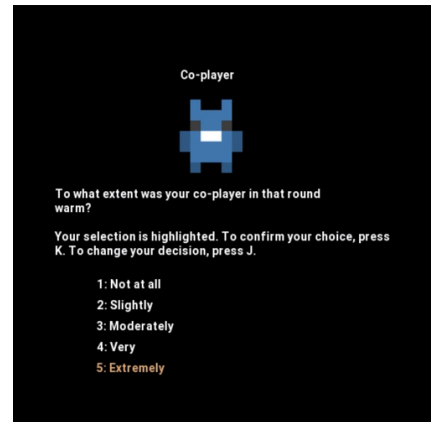 Co-player
To what extent was your co-player in that round
warm?
Your selection is highlighted. To confirm your choice, press
K. To change your decision, press J.
1: Not at all
2: Slightly
3: Moderately
4: Very
5: Extremely